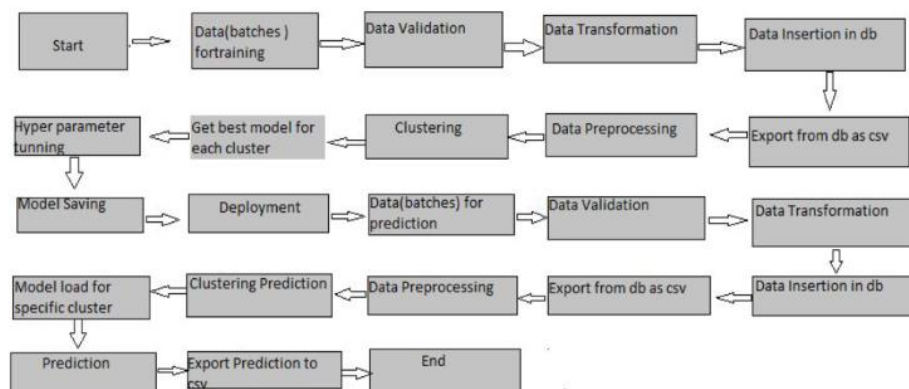 Start
Data(batches )
fortraining
Data Validation
Data Transformation
Data Insertion in db
Export from db as csv
Data Preprocessing
Clustering
Get best model for
each cluster
Hyper parameter
tunning
Model Saving
Deployment
Data(batches) for
prediction
Data Validation
Data Transformation
Data Insertion in db
Export from db as csv
Data Preprocessing
Clustering Prediction
Model load for
specific cluster
Prediction
Export Prediction to
csv
End